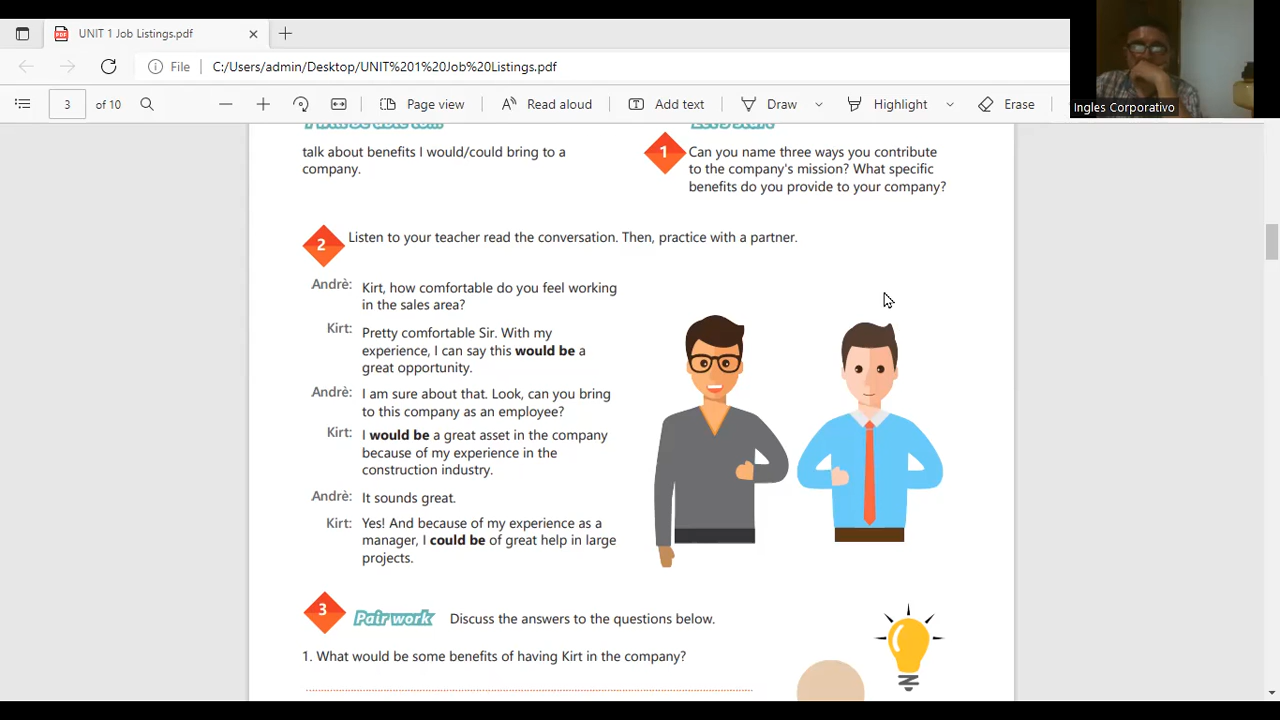 UNIT 1 Job Listings.pdf
File
C:/Users/admin/Desktop/UNIT%201%20Job%20Listings.pdf
Ingles Corporativo
3 of 10
Page view
Read aloud
Add text
Draw
Highlight
Erase
talk about benefits I would/could bring to a
company.
1
Can you name three ways you contribute
to the company's mission? What specific
benefits do you provide to your company?
2
Listen to your teacher read the conversation. Then, practice with a partner.
Andrè: Kirt, how comfortable do you feel working
in the sales area?
Kirt: Pretty comfortable Sir. With my
experience, I can say this would be a
great opportunity.
Andrè: I am sure about that. Look, can you bring
to this company as an employee?
Kirt: I would be a great asset in the company
because of my experience in the
construction industry.
Andrè: It sounds great.
Kirt: Yes! And because of my experience as a
manager, I could be of great help in large
projects.
3
Pair work Discuss the answers to the questions below.
1. What would be some benefits of having Kirt in the company?